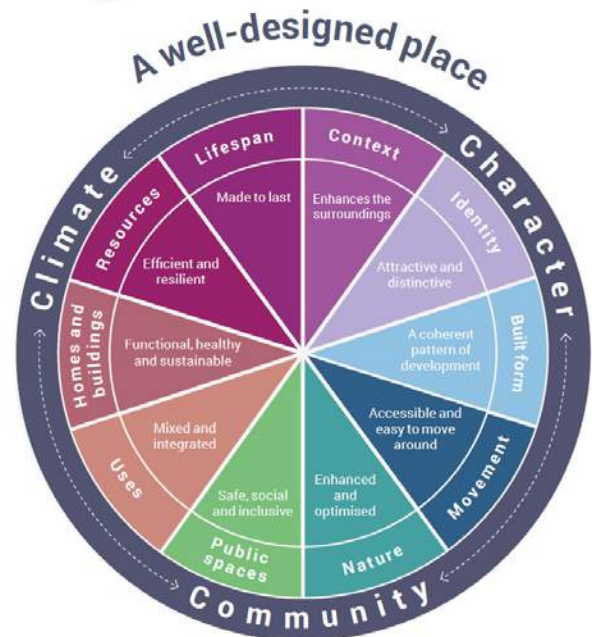 A well-designed place
Climate
Character
Community
Context
Enhances the
surroundings
Identity
Attractive and
distinctive
Built form
A coherent
pattern of
development
Movement
Accessible and
easy to move
around
Nature
Enhanced
and
optimised
Public
spaces
Safe, social
and inclusive
Uses
Mixed and
integrated
Homes and
buildings
Functional, healthy
and sustainable
Resources
Efficient and
resilient
Lifespan
Made to last